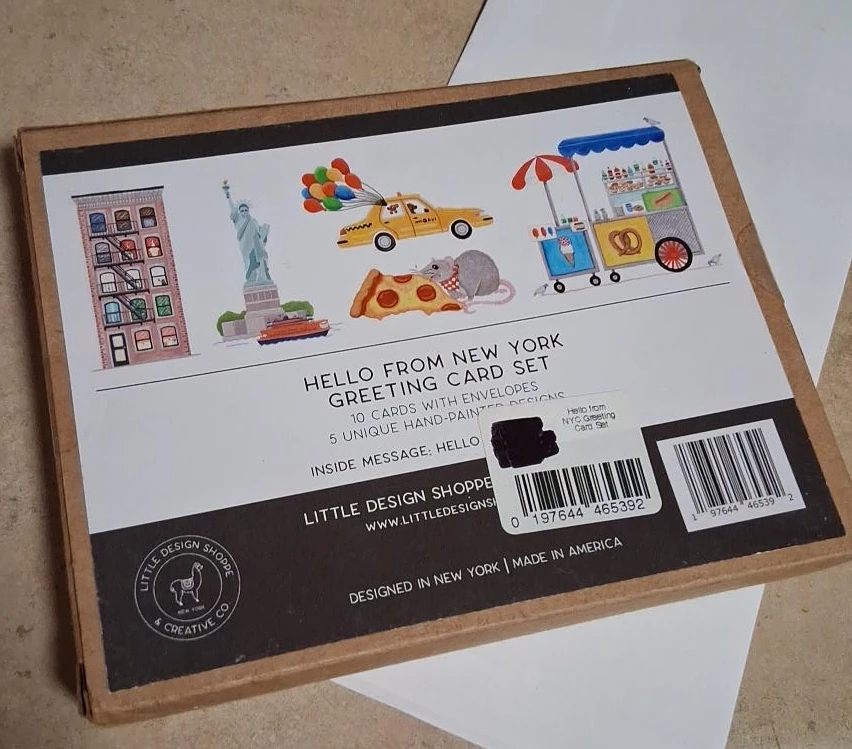 HELLO FROM NEW YORK
GREETING CARD SET
10 CARDS WITH ENVELOPES
5 UNIQUE HAND-PAINTED DESIGNS
INSIDE MESSAGE: HELLO
LITTLE DESIGN SHOPPE
WWW.LITTLEDESIGNS
Hello from
NYC Greeting
Card Set
0 197644 465392
1 97644 46539 2
DESIGNED IN NEW YORK | MADE IN AMERICA
LITTLE DESIGN SHOPPE
NEW YORK
& CREATIVE CO